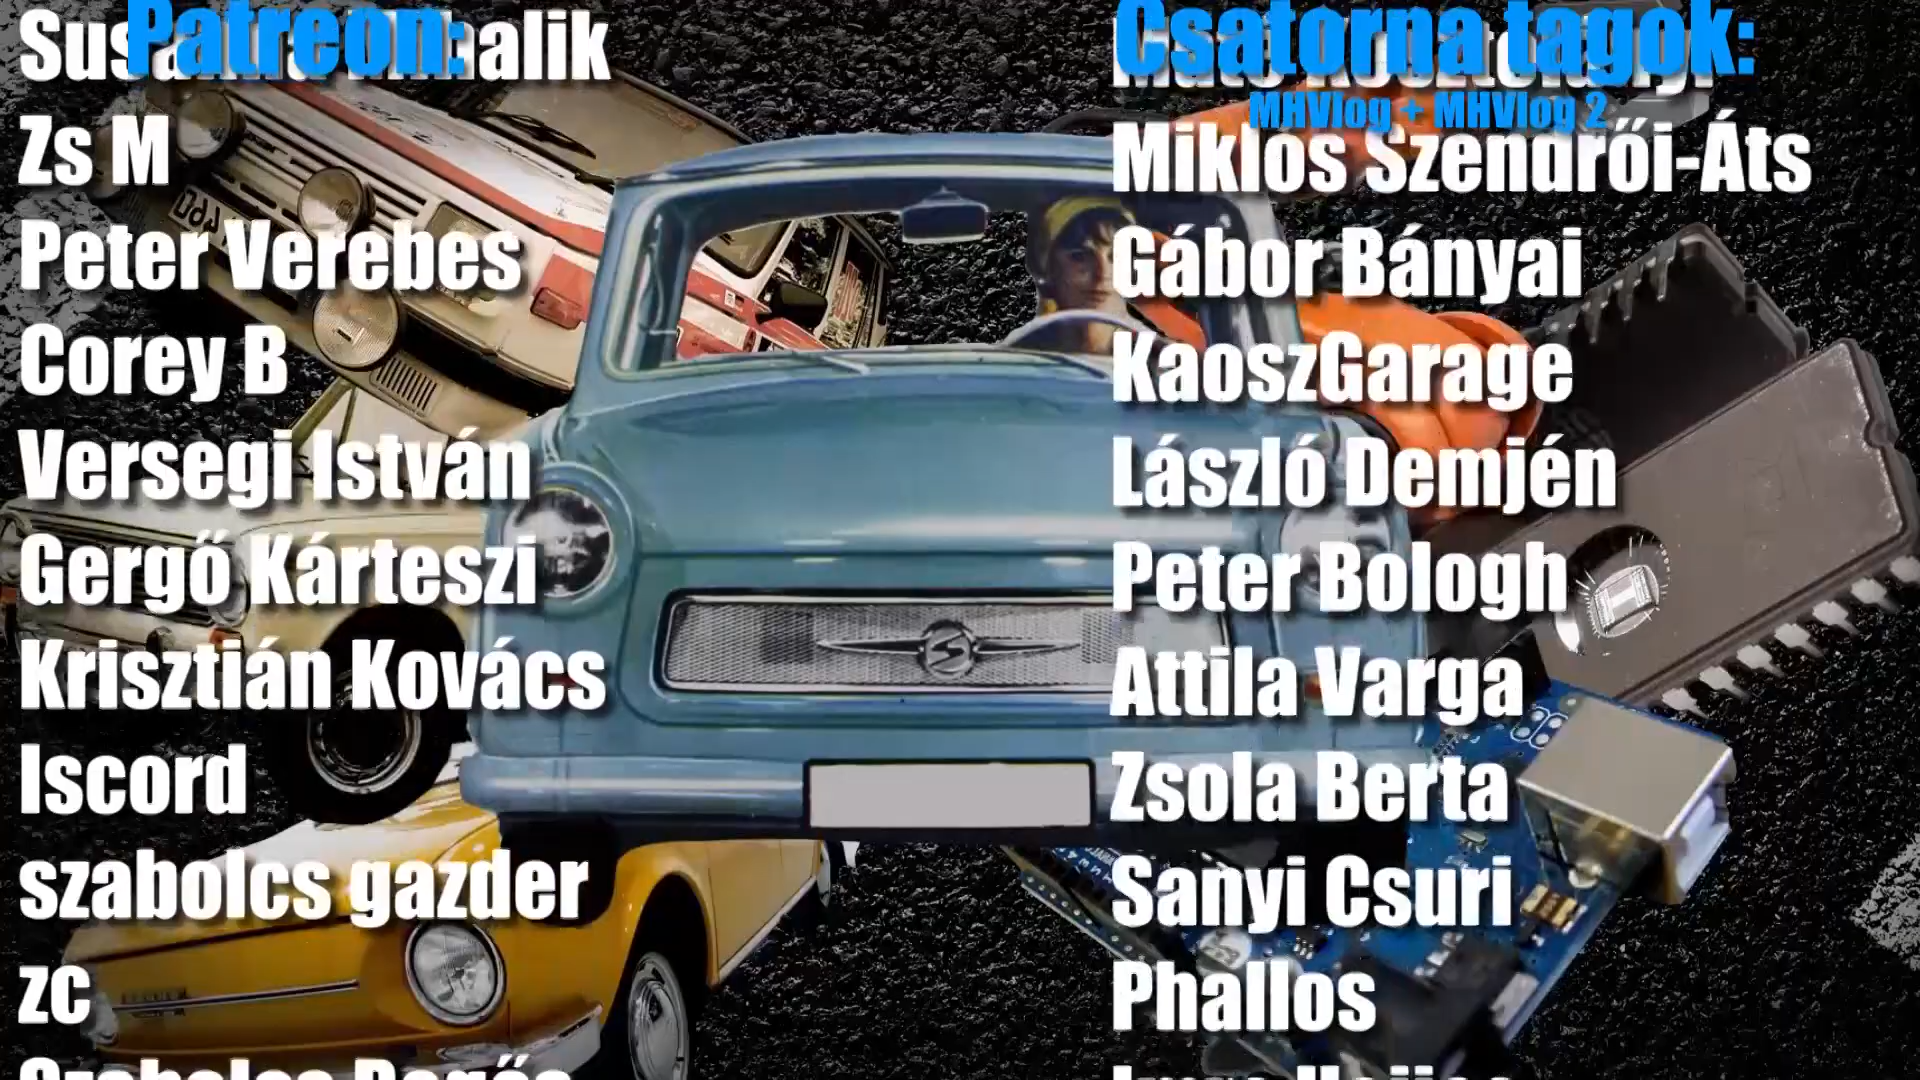 Patreon:
Zs M
Peter Verebes
Corey B
Versegi István
Gergő Kárteszi
Krisztián Kovács
Iscord
szabolcs gazder
zc
Csatorna tagok:
MHVlog + MHVlog 2
Miklos Szendrői-Áts
Gábor Bányai
KaoszGarage
László Demjén
Peter Bologh
Attila Varga
Zsola Berta
Sanyi Csuri
Phallos